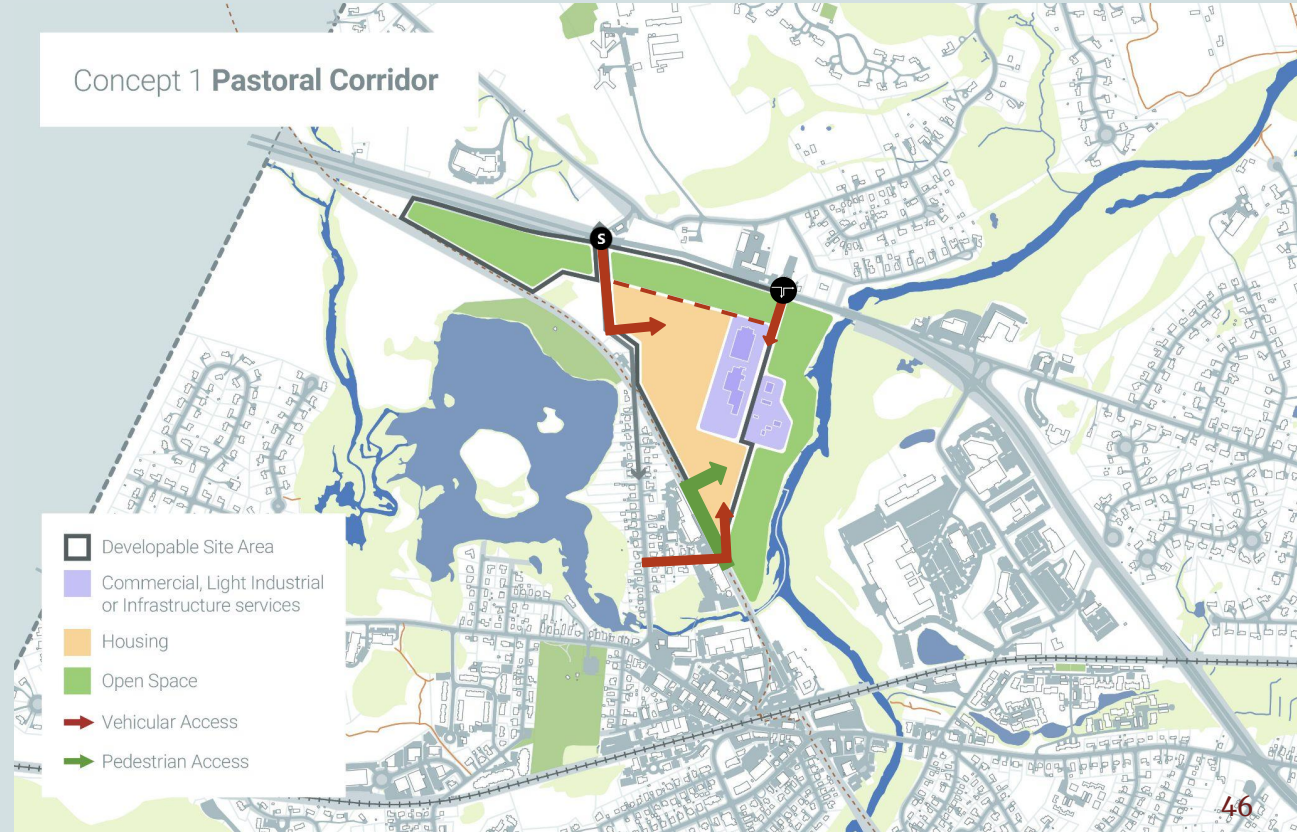 Concept 1 Pastoral Corridor
S
Developable Site Area
Commercial, Light Industrial
or Infrastructure services
Housing
Open Space
Vehicular Access
Pedestrian Access
46